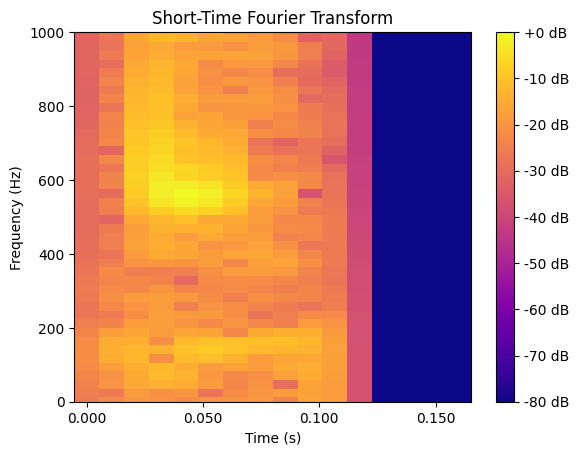 Short-Time Fourier Transform
1000
800
600
400
200
0
Frequency (Hz)
0.000
0.050
0.100
0.150
Time (s)
+0 dB
-10 dB
-20 dB
-30 dB
-40 dB
-50 dB
-60 dB
-70 dB
-80 dB